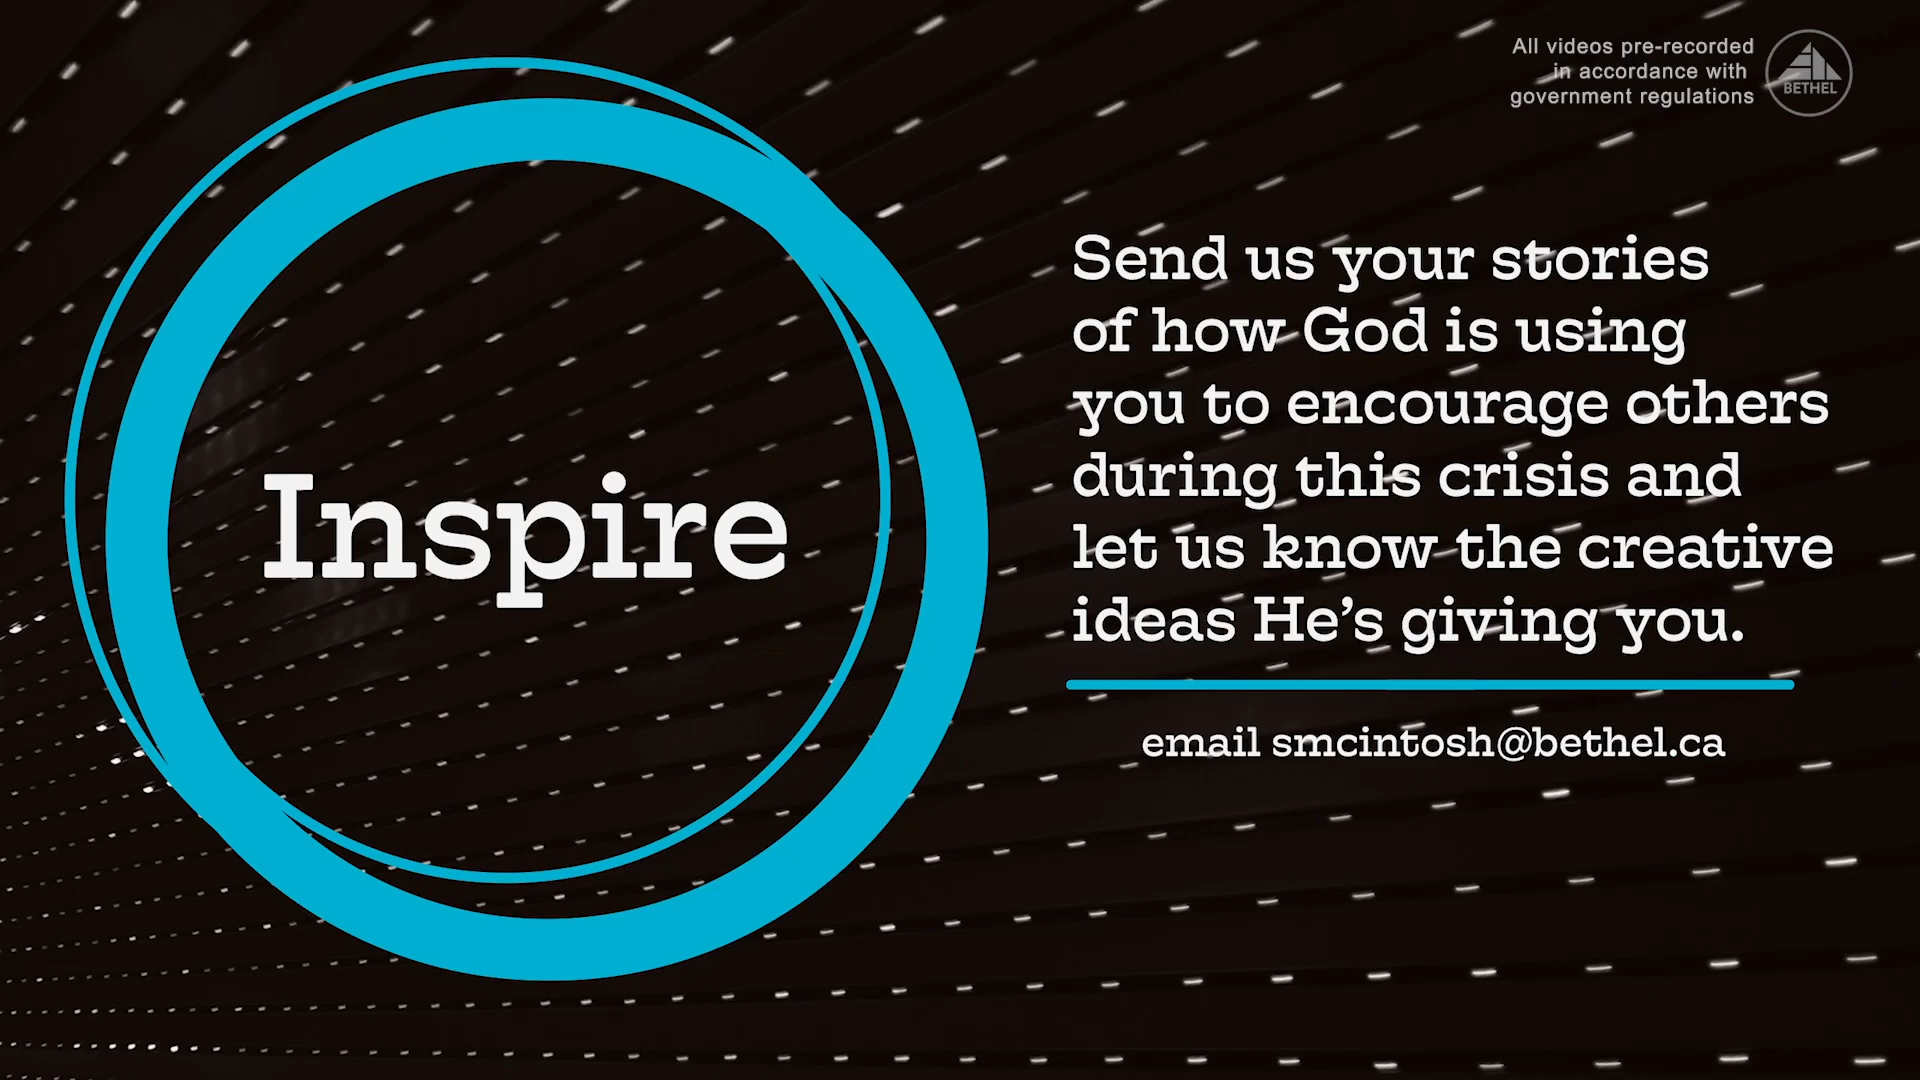 All videos pre-recorded
in accordance with
government regulations
BETHEL
Inspire
Send us your stories
of how God is using
you to encourage others
during this crisis and
let us know the creative
ideas He’s giving you.
email smcintosh@bethel.ca